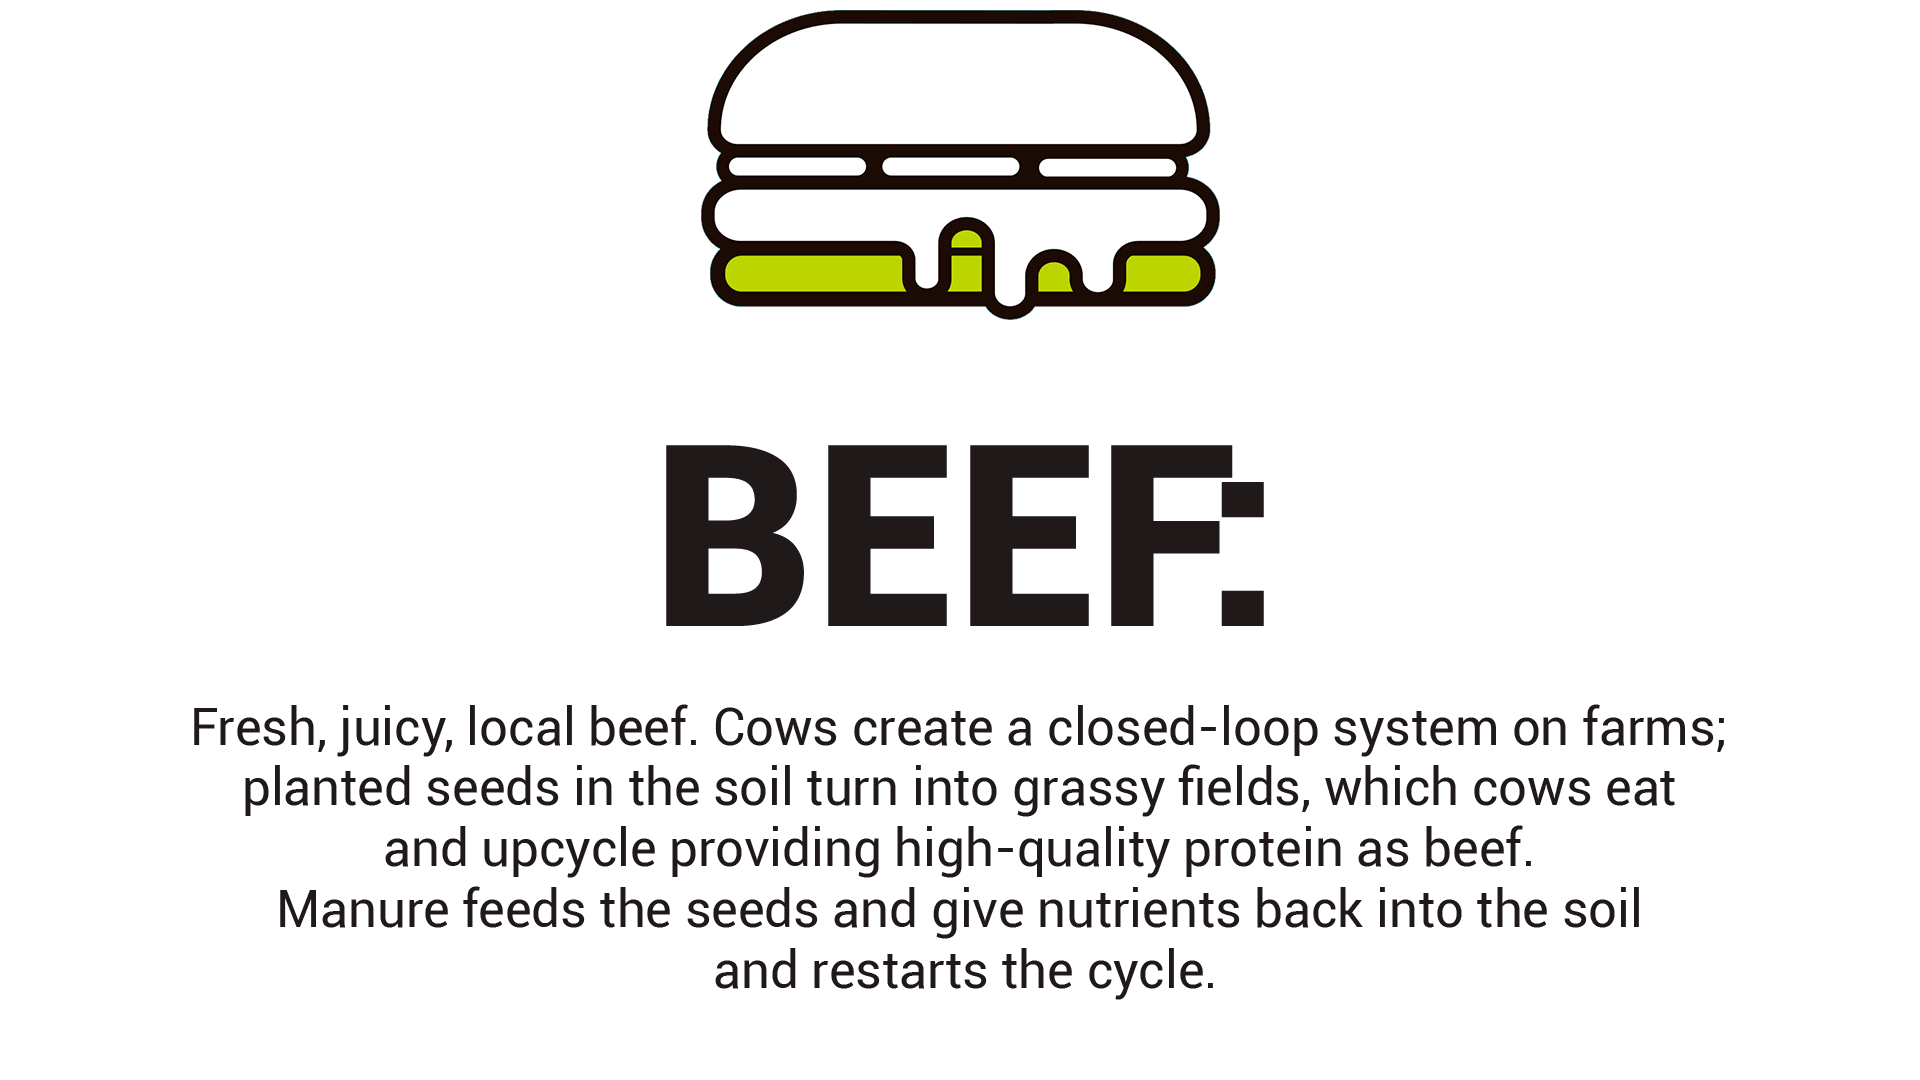 BEEF:
Fresh, juicy, local beef. Cows create a closed-loop system on farms;
planted seeds in the soil turn into grassy fields, which cows eat
and upcycle providing high-quality protein as beef.
Manure feeds the seeds and give nutrients back into the soil
and restarts the cycle.